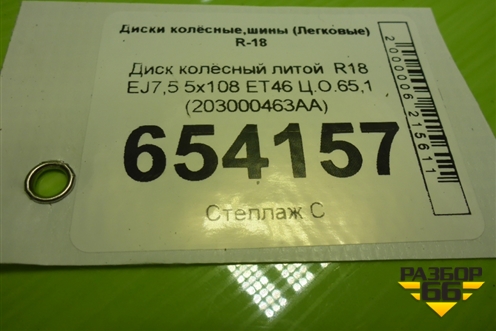 Диски колёсные,шины (Легковые)
R-18
Диск колёсный литой R18
EJ7,5 5x108 ET46 Ц.О.65,1
(203000463AA)
654157
Стеллаж С
2000006215611
РАЗБОР
66